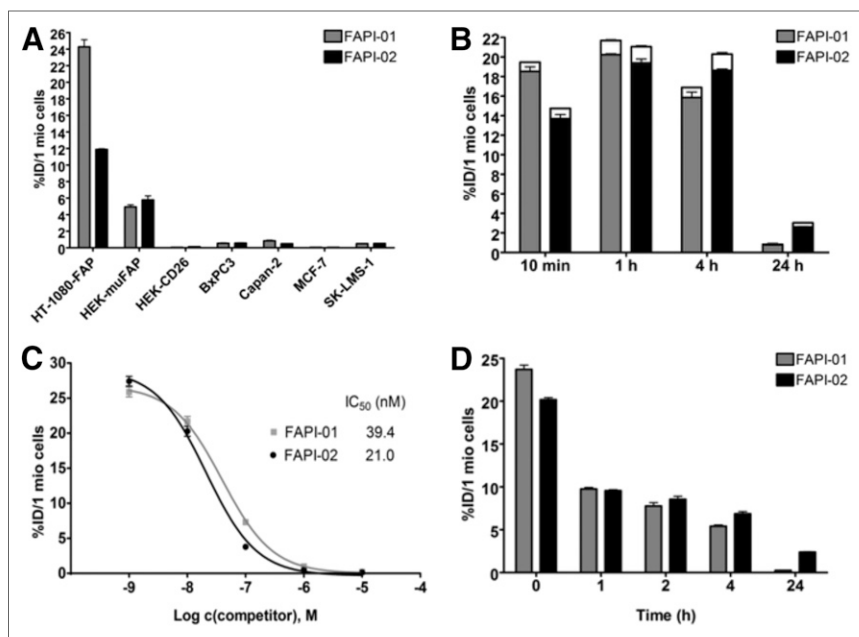 A
FAPI-01
FAPI-02
%ID/1 mio cells
26
24
22
20
18
16
14
12
10
8
6
4
2
0
HT-1080-FAP
HEK-muFAP
HEK-CD26
BxPC3
Capan-2
MCF-7
SK-LMS-1
B
FAPI-01
FAPI-02
%ID/1 mio cells
22
20
18
16
14
12
10
8
6
4
2
0
10 min
1 h
4 h
24 h
C
%ID/1 mio cells
30
25
20
15
10
5
0
IC50 (nM)
FAPI-01 39.4
FAPI-02 21.0
-9
-8
-7
-6
-5
-4
Log c(competitor), M
D
FAPI-01
FAPI-02
%ID/1 mio cells
25
20
15
10
5
0
0
1
2
4
24
Time (h)